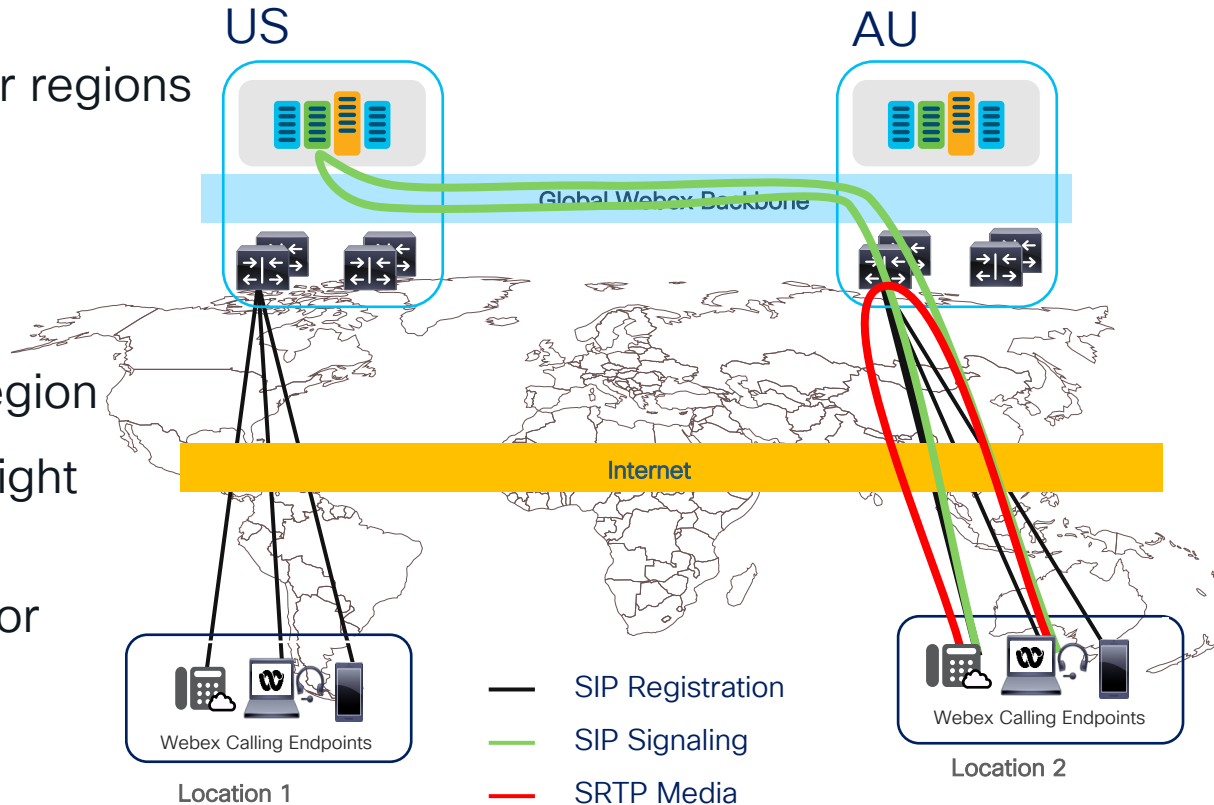 US
AU
r regions
Global Webex Backbone
egion
Internet
ight
or
SIP Registration
SIP Signaling
SRTP Media
Webex Calling Endpoints
Location 1
Webex Calling Endpoints
Location 2